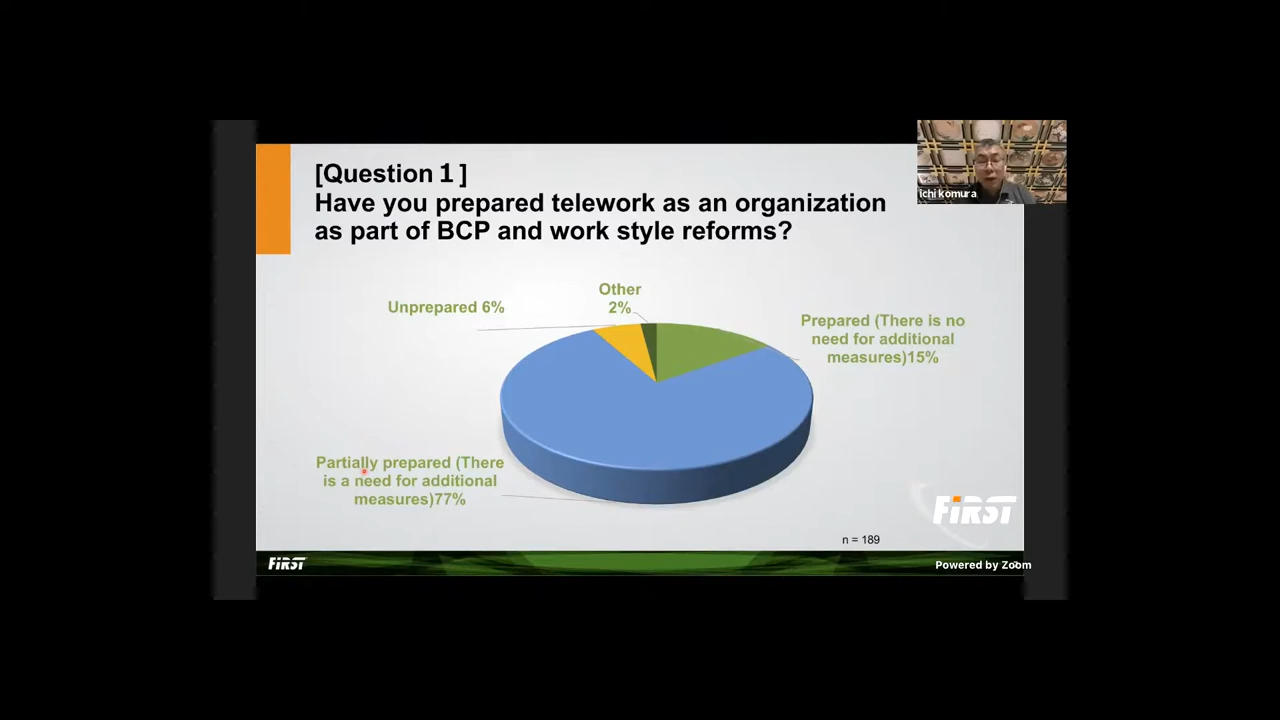 [Question 1]
Have you prepared telework as an organization
as part of BCP and work style reforms?
ichi komura
Other
2%
Unprepared 6%
Prepared (There is no
need for additional
measures)15%
Partially prepared (There
is a need for additional
measures)77%
FiRST
n = 189
FiRST
Powered by Zoom